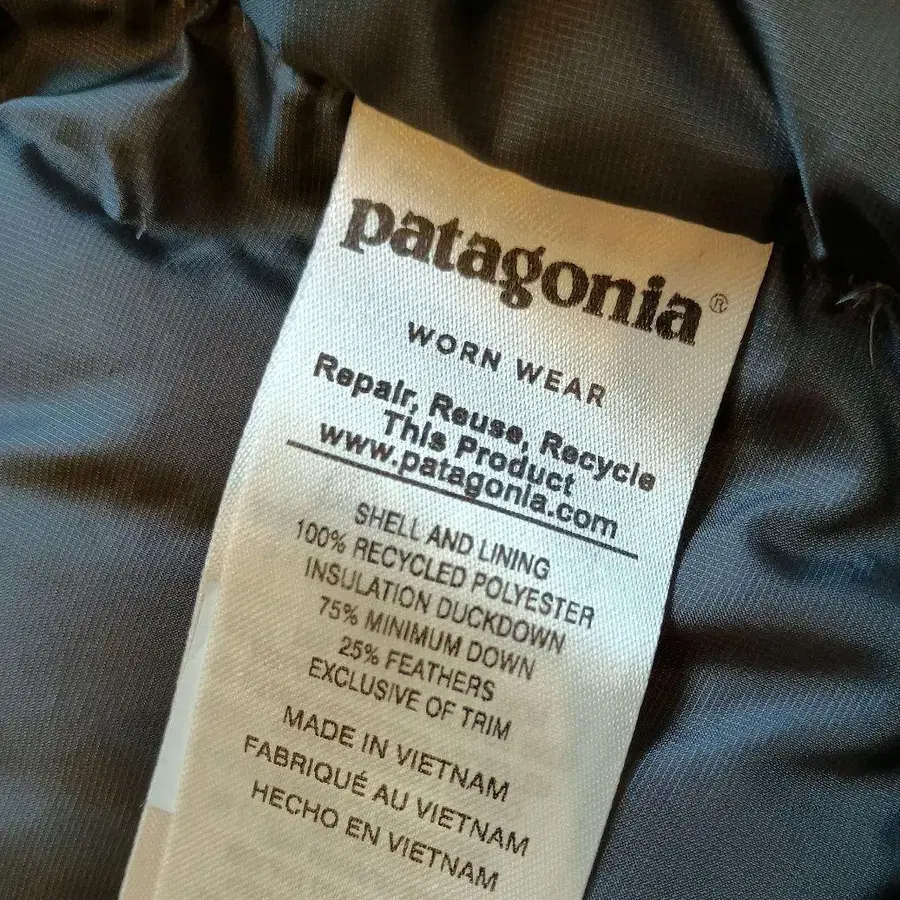 patagonia®
WORN WEAR
Repair, Reuse, Recycle
This Product
www.patagonia.com
SHELL AND LINING
100% RECYCLED POLYESTER
INSULATION DUCKDOWN
75% MINIMUM DOWN
25% FEATHERS
EXCLUSIVE OF TRIM
MADE IN VIETNAM
FABRIQUÉ AU VIETNAM
HECHO EN VIETNAM